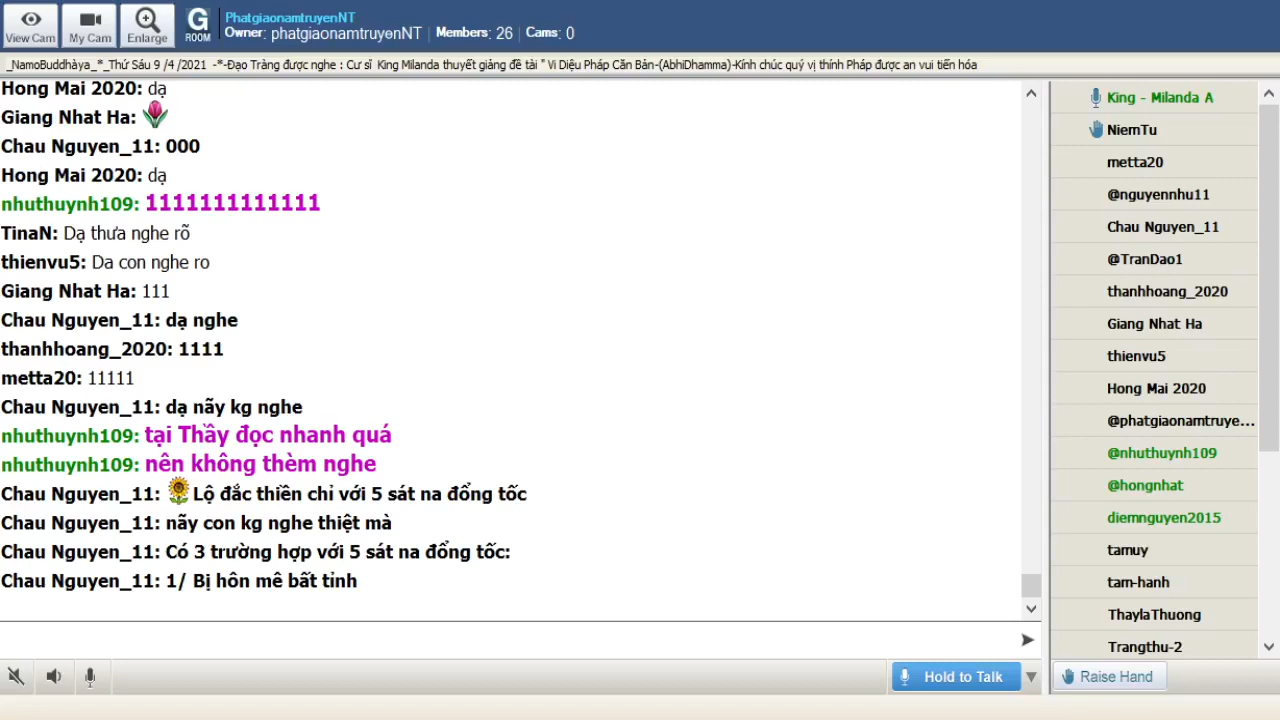 View Cam
My Cam
Enlarge
G ROOM
PhatgiaonamtruyenNT
Owner: phatgiaonamtruyenNT | Members: 26 | Cams: 0
_NamoBuddhàya_*_Thứ Sáu 9 /4 /2021 -*-Đạo Tràng được nghe : Cư sĩ King Milanda thuyết giảng đề tài " Vi Diệu Pháp Căn Bản-(AbhiDhamma)-Kính chúc quý vị thính Pháp được an vui tiến hóa
Hong Mai 2020: dạ
Giang Nhat Ha:
Chau Nguyen_11: 000
Hong Mai 2020: dạ
nhuthuynh109: 1111111111111
TinaN: Dạ thưa nghe rõ
thienvu5: Da con nghe ro
Giang Nhat Ha: 111
Chau Nguyen_11: dạ nghe
thanhhoang_2020: 1111
metta20: 11111
Chau Nguyen_11: dạ nãy kg nghe
nhuthuynh109: tại Thầy đọc nhanh quá
nhuthuynh109: nên không thèm nghe
Chau Nguyen_11: Lộ đắc thiền chỉ với 5 sát na đổng tốc
Chau Nguyen_11: nãy con kg nghe thiệt mà
Chau Nguyen_11: Có 3 trường hợp với 5 sát na đổng tốc:
Chau Nguyen_11: 1/ Bị hôn mê bất tỉnh
King - Milanda A
NiemTu
metta20
@nguyennhu11
Chau Nguyen_11
@TranDao1
thanhhoang_2020
Giang Nhat Ha
thienvu5
Hong Mai 2020
@phatgiaonamtruye...
@nhuthuynh109
@hongnhat
diemnguyen2015
tamuy
tam-hanh
ThaylaThuong
Trangthu-2
Hold to Talk
Raise Hand